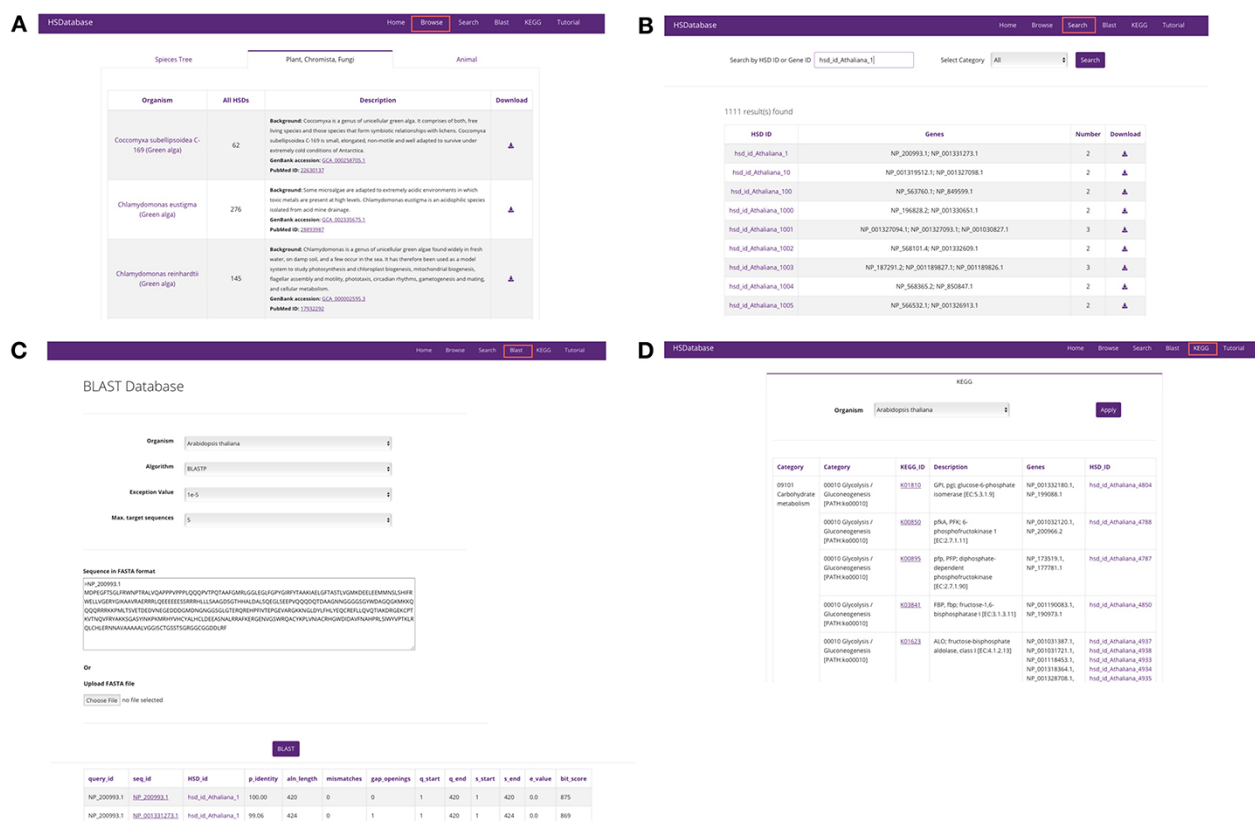 A
HSDatabase
Home Browse Search Blast KEGG Tutorial
Spieces Tree
Plant, Chromista, Fungi
Animal
Organism All HSDs Description Download
Coccomyxa subellipsoidea C-
169 (Green alga)
62
Background: Coccomyxa is a genus of unicellular green alga. It comprises of both, free
living species and those species that form symbiotic relationships with lichens. Coccomyxa
subellipsoidea C-169 is small, elongated, non-motile and well adapted to survive under
extremely cold conditions of Antarctica.
GenBank accession: GCA_000258705.1
PubMed ID: 22630137
Chlamydomonas eustigma
(Green alga)
276
Background: Some microalgae are adapted to extremely acidic environments in which
toxic metals are present at high levels. Chlamydomonas eustigma is an acidophilic species
isolated from acid mine drainage.
GenBank accession: GCA_002335675.1
PubMed ID: 28893987
Chlamydomonas reinhardtii
(Green alga)
145
Background: Chlamydomonas is a genus of unicellular green algae found widely in fresh
water, on damp soil, and a few occur in the sea. It has therefore been used as a model
system to study photosynthesis and chloroplast biogenesis, mitochondrial biogenesis,
flagellar assembly and motility, phototaxis, circadian rhythms, gametogenesis and mating,
and cellular metabolism.
GenBank accession: GCA_000002595.3
PubMed ID: 17932292
B
HSDatabase
Home Browse Search Blast KEGG Tutorial
Search by HSD ID or Gene ID hsd_id_Athaliana_1 Select Category All Search
1111 result(s) found
HSD ID Genes Number Download
hsd_id_Athaliana_1 NP_200993.1; NP_001331273.1 2
hsd_id_Athaliana_10 NP_001319512.1; NP_001327098.1 2
hsd_id_Athaliana_100 NP_563760.1; NP_849599.1 2
hsd_id_Athaliana_1000 NP_196828.2; NP_001330651.1 2
hsd_id_Athaliana_1001 NP_001327094.1; NP_001327093.1; NP_001030827.1 3
hsd_id_Athaliana_1002 NP_568101.4; NP_001332609.1 2
hsd_id_Athaliana_1003 NP_187291.2; NP_001189827.1; NP_001189826.1 3
hsd_id_Athaliana_1004 NP_568365.2; NP_850847.1 2
hsd_id_Athaliana_1005 NP_566532.1; NP_001326913.1 2
C
Home Browse Search Blast KEGG Tutorial
BLAST Database
Organism Arabidopsis thaliana
Algorithm BLASTP
Exception Value 1e-5
Max. target sequences 5
Sequence in FASTA format
>NP_200993.1
Or
Upload FASTA file
Choose File no file selected
BLAST
query_id seq_id HSD_id p_identity aln_length mismatches gap_openings q_start q_end s_start s_end e_value bit_score
NP_200993.1 NP_200993.1 hsd_id_Athaliana_1 100.00 420 0 0 1 420 1 420 0.0 875
NP_200993.1 NP_001331273.1 hsd_id_Athaliana_1 99.06 424 0 1 1 420 1 424 0.0 869
D
HSDatabase
Home Browse Search Blast KEGG Tutorial
KEGG
Organism Arabidopsis thaliana Apply
Category Category KEGG_ID Description Genes HSD_ID
09101
Carbohydrate
metabolism
00010 Glycolysis /
Gluconeogenesis
[PATH:ko00010]
K01810
GPI, pgi; glucose-6-phosphate
isomerase [EC:5.3.1.9]
NP_001332180.1,
NP_199088.1
hsd_id_Athaliana_4804
00010 Glycolysis /
Gluconeogenesis
[PATH:ko00010]
K00850
pfkA, PFK; 6-
phosphofructokinase 1
[EC:2.7.1.11]
NP_001032120.1,
NP_200966.2
hsd_id_Athaliana_4788
00010 Glycolysis /
Gluconeogenesis
[PATH:ko00010]
K00895
pfp, PFP; diphosphate-
dependent
phosphofructokinase
[EC:2.7.1.90]
NP_173519.1,
NP_177781.1
hsd_id_Athaliana_4787
00010 Glycolysis /
Gluconeogenesis
[PATH:ko00010]
K03841
FBP, fbp; fructose-1,6-
bisphosphatase I [EC:3.1.3.11]
NP_001190083.1,
NP_190973.1
hsd_id_Athaliana_4850
00010 Glycolysis /
Gluconeogenesis
[PATH:ko00010]
K01623
ALO; fructose-bisphosphate
aldolase, class I [EC:4.1.2.13]
NP_001031387.1,
NP_001031721.1,
NP_001118453.1,
NP_001318364.1,
NP_001328708.1,
hsd_id_Athaliana_4937
hsd_id_Athaliana_4938
hsd_id_Athaliana_4933
hsd_id_Athaliana_4934
hsd_id_Athaliana_4935